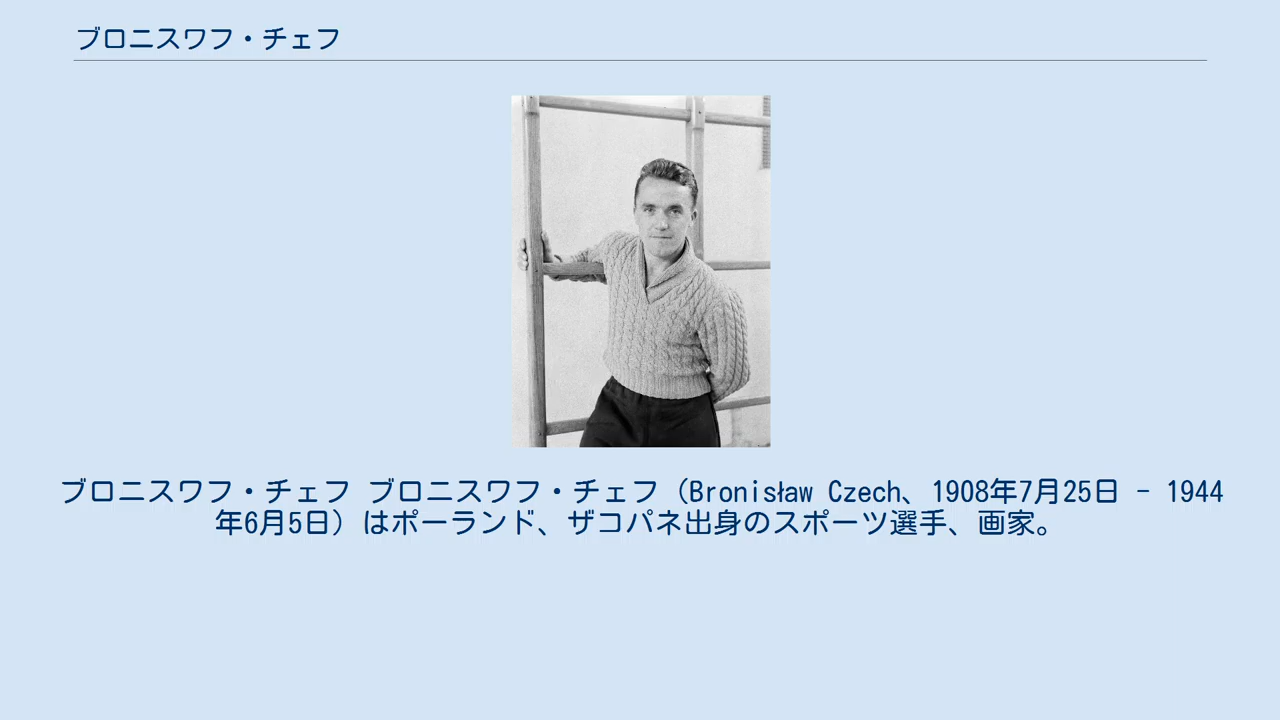 ブロニスワフ・チェフ
ブロニスワフ・チェフ ブロニスワフ・チェフ（Bronisław Czech、1908年7月25日 - 1944
年6月5日）はポーランド、ザコパネ出身のスポーツ選手、画家。